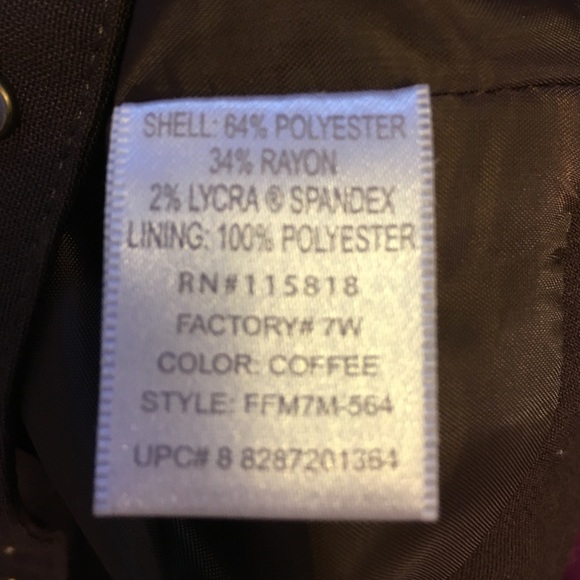 SHELL: 64% POLYESTER
34% RAYON
2% LYCRA ® SPANDEX
LINING: 100% POLYESTER
RN#115818
FACTORY# 7W
COLOR: COFFEE
STYLE: FFM7M-564
UPC# 8 8287201364